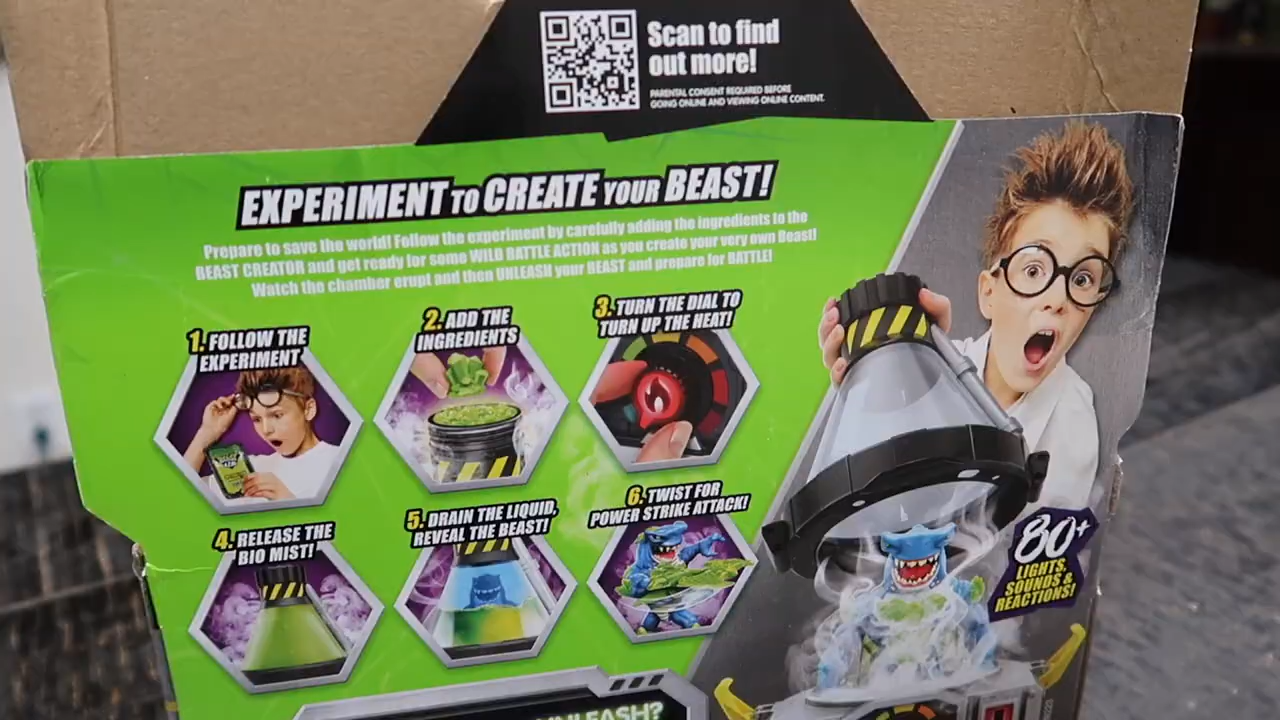 Scan to find
out more!
PARENTAL CONSENT REQUIRED BEFORE
GOING ONLINE AND VIEWING ONLINE CONTENT.
EXPERIMENT TO CREATE YOUR BEAST!
Prepare to save the world! Follow the experiment by carefully adding the ingredients to the
BEAST CREATOR and get ready for some WILD BATTLE ACTION as you create your very own Beast!
Watch the chamber erupt and then UNLEASH your BEAST and prepare for BATTLE!
1. FOLLOW THE
EXPERIMENT
2. ADD THE
INGREDIENTS
3. TURN THE DIAL TO
TURN UP THE HEAT!
4. RELEASE THE
BIO MIST!
5. DRAIN THE LIQUID,
REVEAL THE BEAST!
6. TWIST FOR
POWER STRIKE ATTACK!
80+
LIGHTS,
SOUNDS &
REACTIONS!